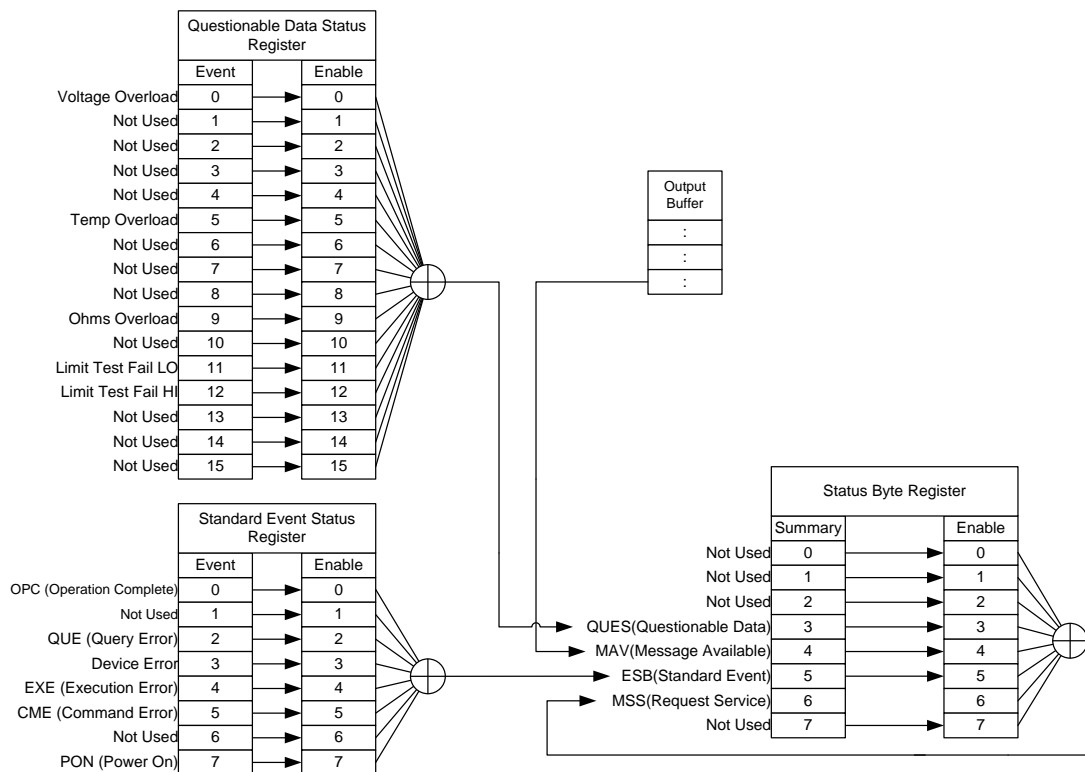 Questionable Data Status
Register
Event Enable
Voltage Overload 0 0
Not Used 1 1
Not Used 2 2
Not Used 3 3
Not Used 4 4
Temp Overload 5 5
Not Used 6 6
Not Used 7 7
Not Used 8 8
Ohms Overload 9 9
Not Used 10 10
Limit Test Fail LO 11 11
Limit Test Fail HI 12 12
Not Used 13 13
Not Used 14 14
Not Used 15 15
Output
Buffer
:
:
:
Standard Event Status
Register
Event Enable
OPC (Operation Complete) 0 0
Not Used 1 1
QUE (Query Error) 2 2
Device Error 3 3
EXE (Execution Error) 4 4
CME (Command Error) 5 5
Not Used 6 6
PON (Power On) 7 7
Status Byte Register
Summary Enable
Not Used 0 0
Not Used 1 1
Not Used 2 2
QUES(Questionable Data) 3 3
MAV(Message Available) 4 4
ESB(Standard Event) 5 5
MSS(Request Service) 6 6
Not Used 7 7